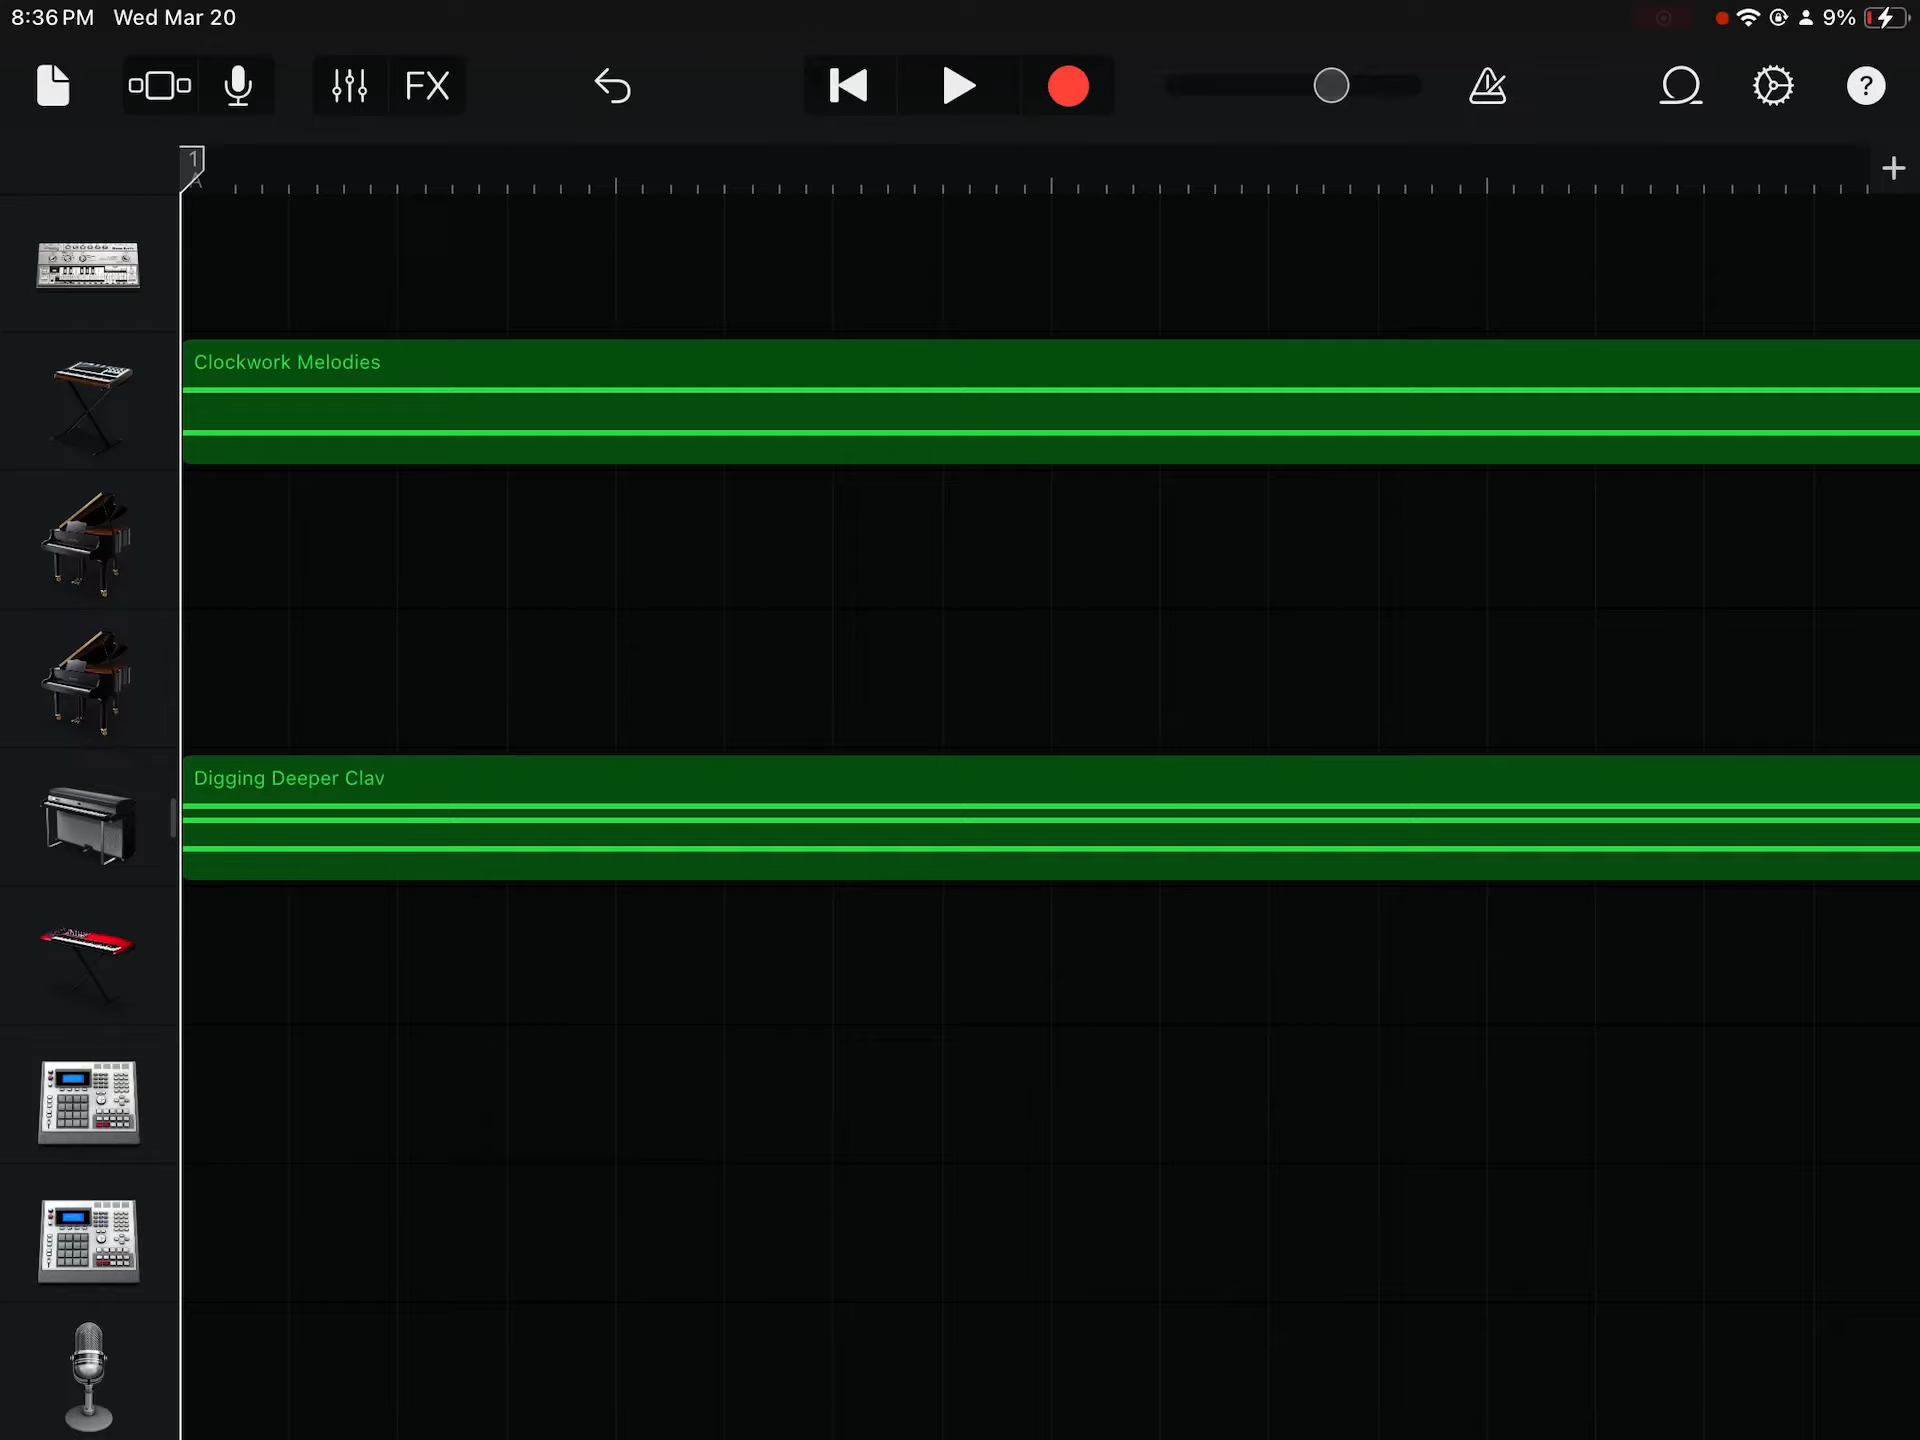 8:36 PM Wed Mar 20
9%
FX
?
1
A
Clockwork Melodies
Digging Deeper Clav